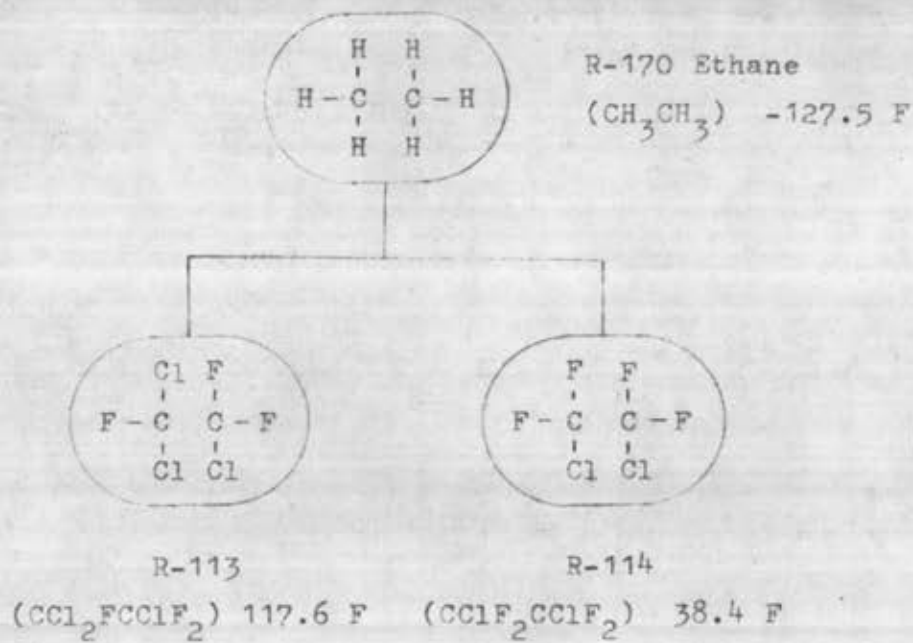 H H
H - C C - H
H H
R-170 Ethane
(CH3CH3) -127.5 F
Cl F
F - C C - F
Cl Cl
F F
F - C C - F
Cl Cl
R-113
(CCl2FCClF2) 117.6 F
R-114
(CClF2CClF2) 38.4 F